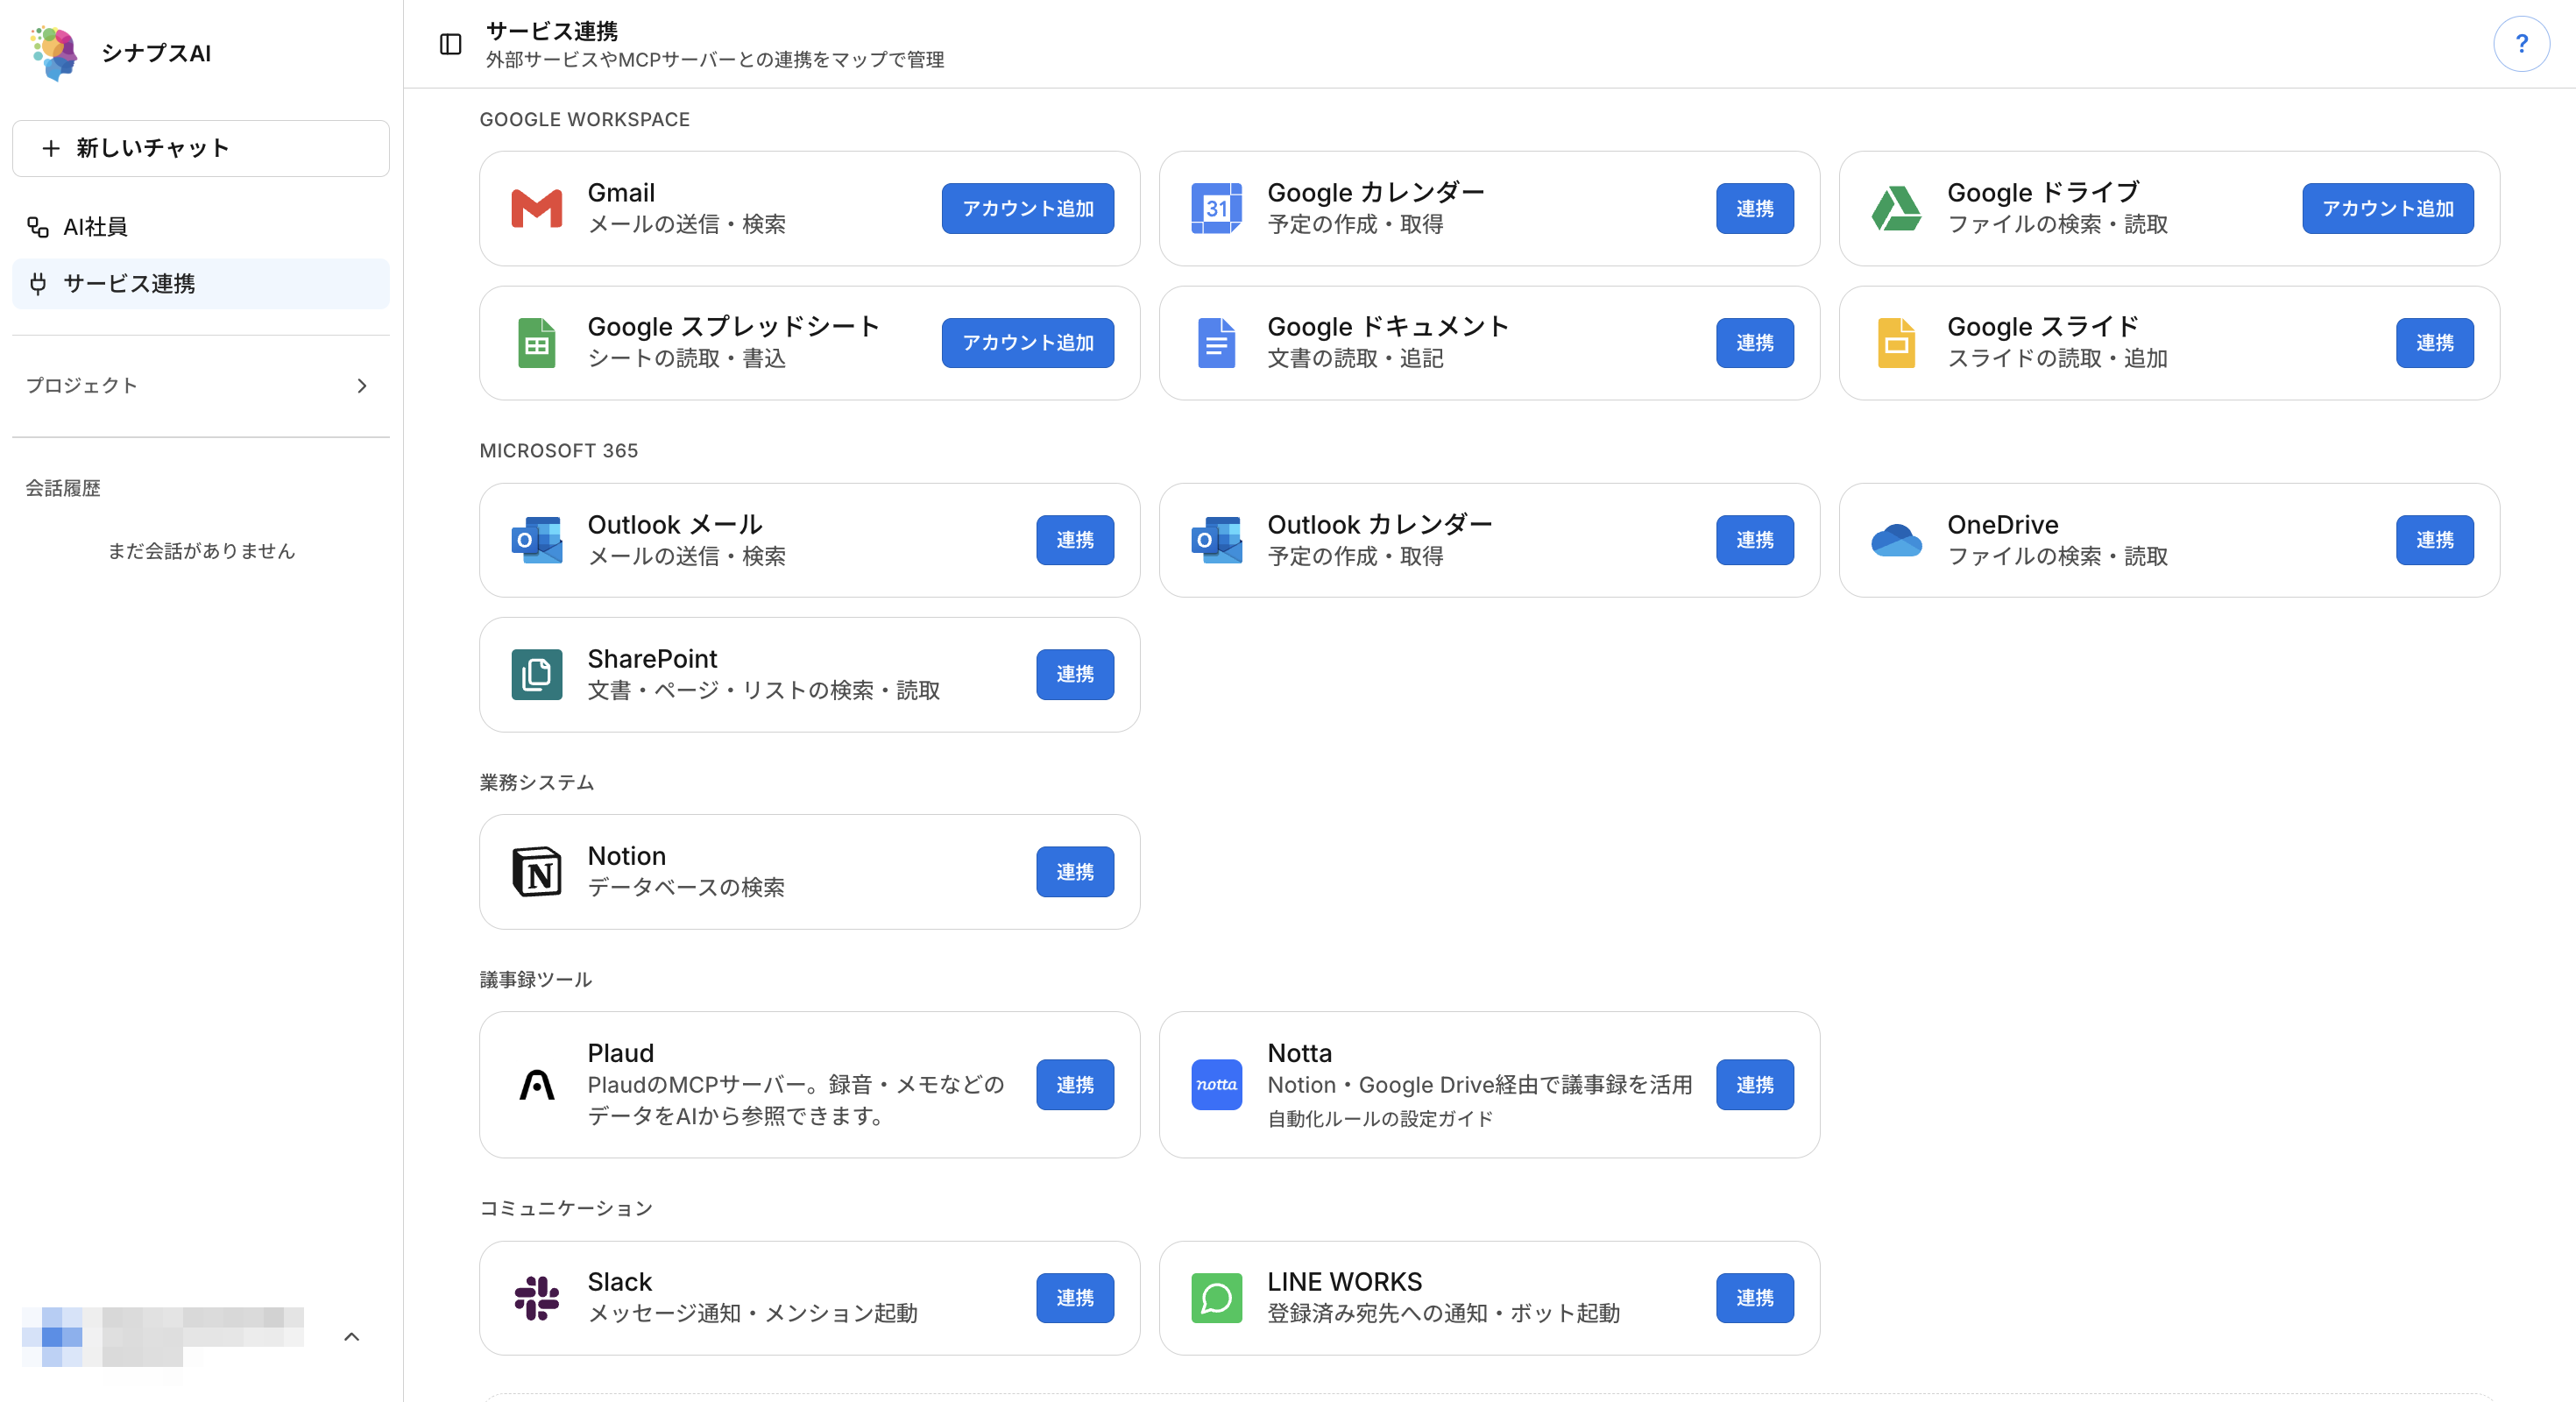 シナプスAI
新しいチャット
AI社員
サービス連携
プロジェクト
会話履歴
まだ会話がありません
サービス連携
外部サービスやMCPサーバーとの連携をマップで管理
?
GOOGLE WORKSPACE
Gmail
メールの送信・検索
アカウント追加
31
Google カレンダー
予定の作成・取得
連携
Google ドライブ
ファイルの検索・読取
アカウント追加
Google スプレッドシート
シートの読取・書込
アカウント追加
Google ドキュメント
文書の読取・追記
連携
Google スライド
スライドの読取・追加
連携
MICROSOFT 365
Outlook メール
メールの送信・検索
連携
Outlook カレンダー
予定の作成・取得
連携
OneDrive
ファイルの検索・読取
連携
SharePoint
文書・ページ・リストの検索・読取
連携
業務システム
Notion
データベースの検索
連携
議事録ツール
Plaud
PlaudのMCPサーバー。録音・メモなどの
データをAIから参照できます。
連携
notta
Notta
Notion・Google Drive経由で議事録を活用
自動化ルールの設定ガイド
連携
コミュニケーション
Slack
メッセージ通知・メンション起動
連携
LINE WORKS
登録済み宛先への通知・ボット起動
連携